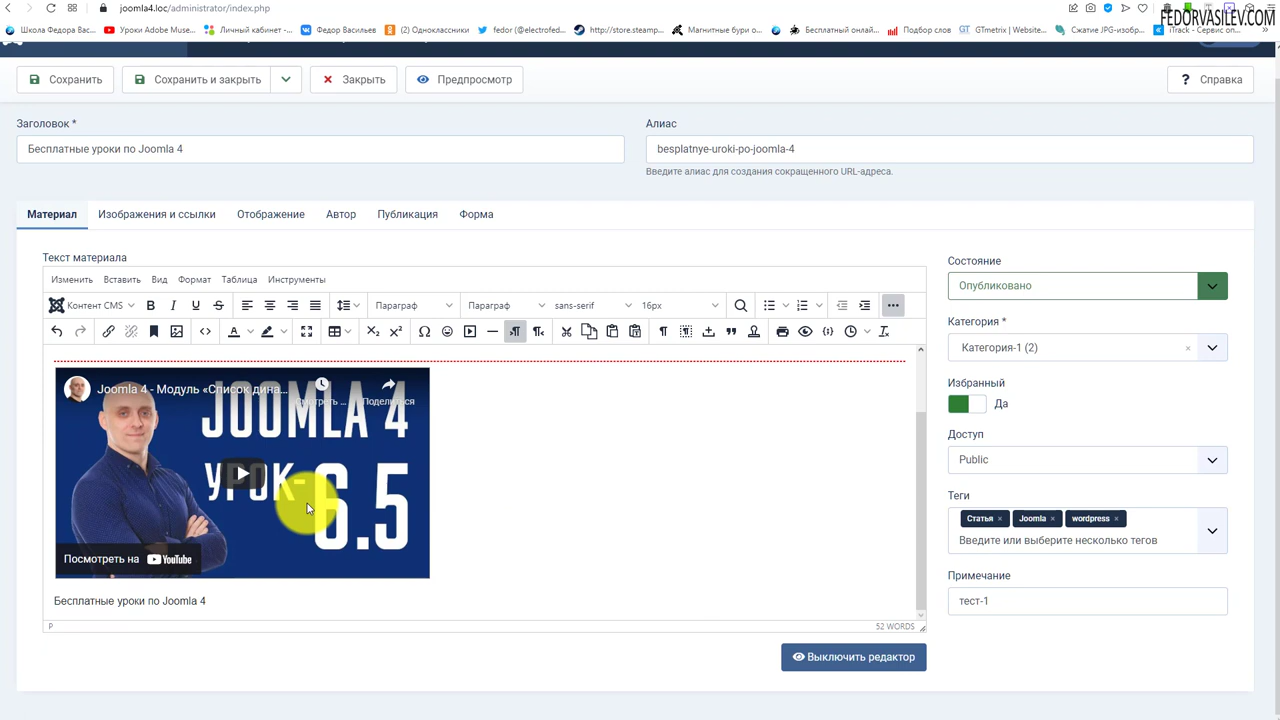 joomla4.loc/administrator/index.php
FEDORVASILEV.COM
Школа Федора Вас...
Уроки Adobe Muse...
Личный кабинет -...
Федор Васильев
(1) Одноклассники
fedor (@electrofed...
http://store.steamp...
Магнитные бури о...
Бесплатный онлай...
Подбор слов
GTmetrix | Website...
Сжатие JPG-изобр...
iTrack - Сервис оп...
Сохранить
Сохранить и закрыть
Закрыть
Предпросмотр
Справка
Заголовок *
Алиас
Бесплатные уроки по Joomla 4
besplatnye-uroki-po-joomla-4
Введите алиас для создания сокращенного URL-адреса.
Материал
Изображения и ссылки
Отображение
Автор
Публикация
Форма
Текст материала
Изменить Вставить Вид Формат Таблица Инструменты
Контент CMS
Параграф
Параграф
sans-serif
16px
Joomla 4 - Модуль «Список дина...
Смотреть ...
Поделиться
JOOMLA 4
УРОК-6.5
Посмотреть на YouTube
Бесплатные уроки по Joomla 4
P
52 WORDS
Выключить редактор
Состояние
Опубликовано
Категория *
Категория-1 (2)
Избранный
Да
Доступ
Public
Теги
Статья × Joomla × wordpress ×
Введите или выберите несколько тегов
Примечание
тест-1